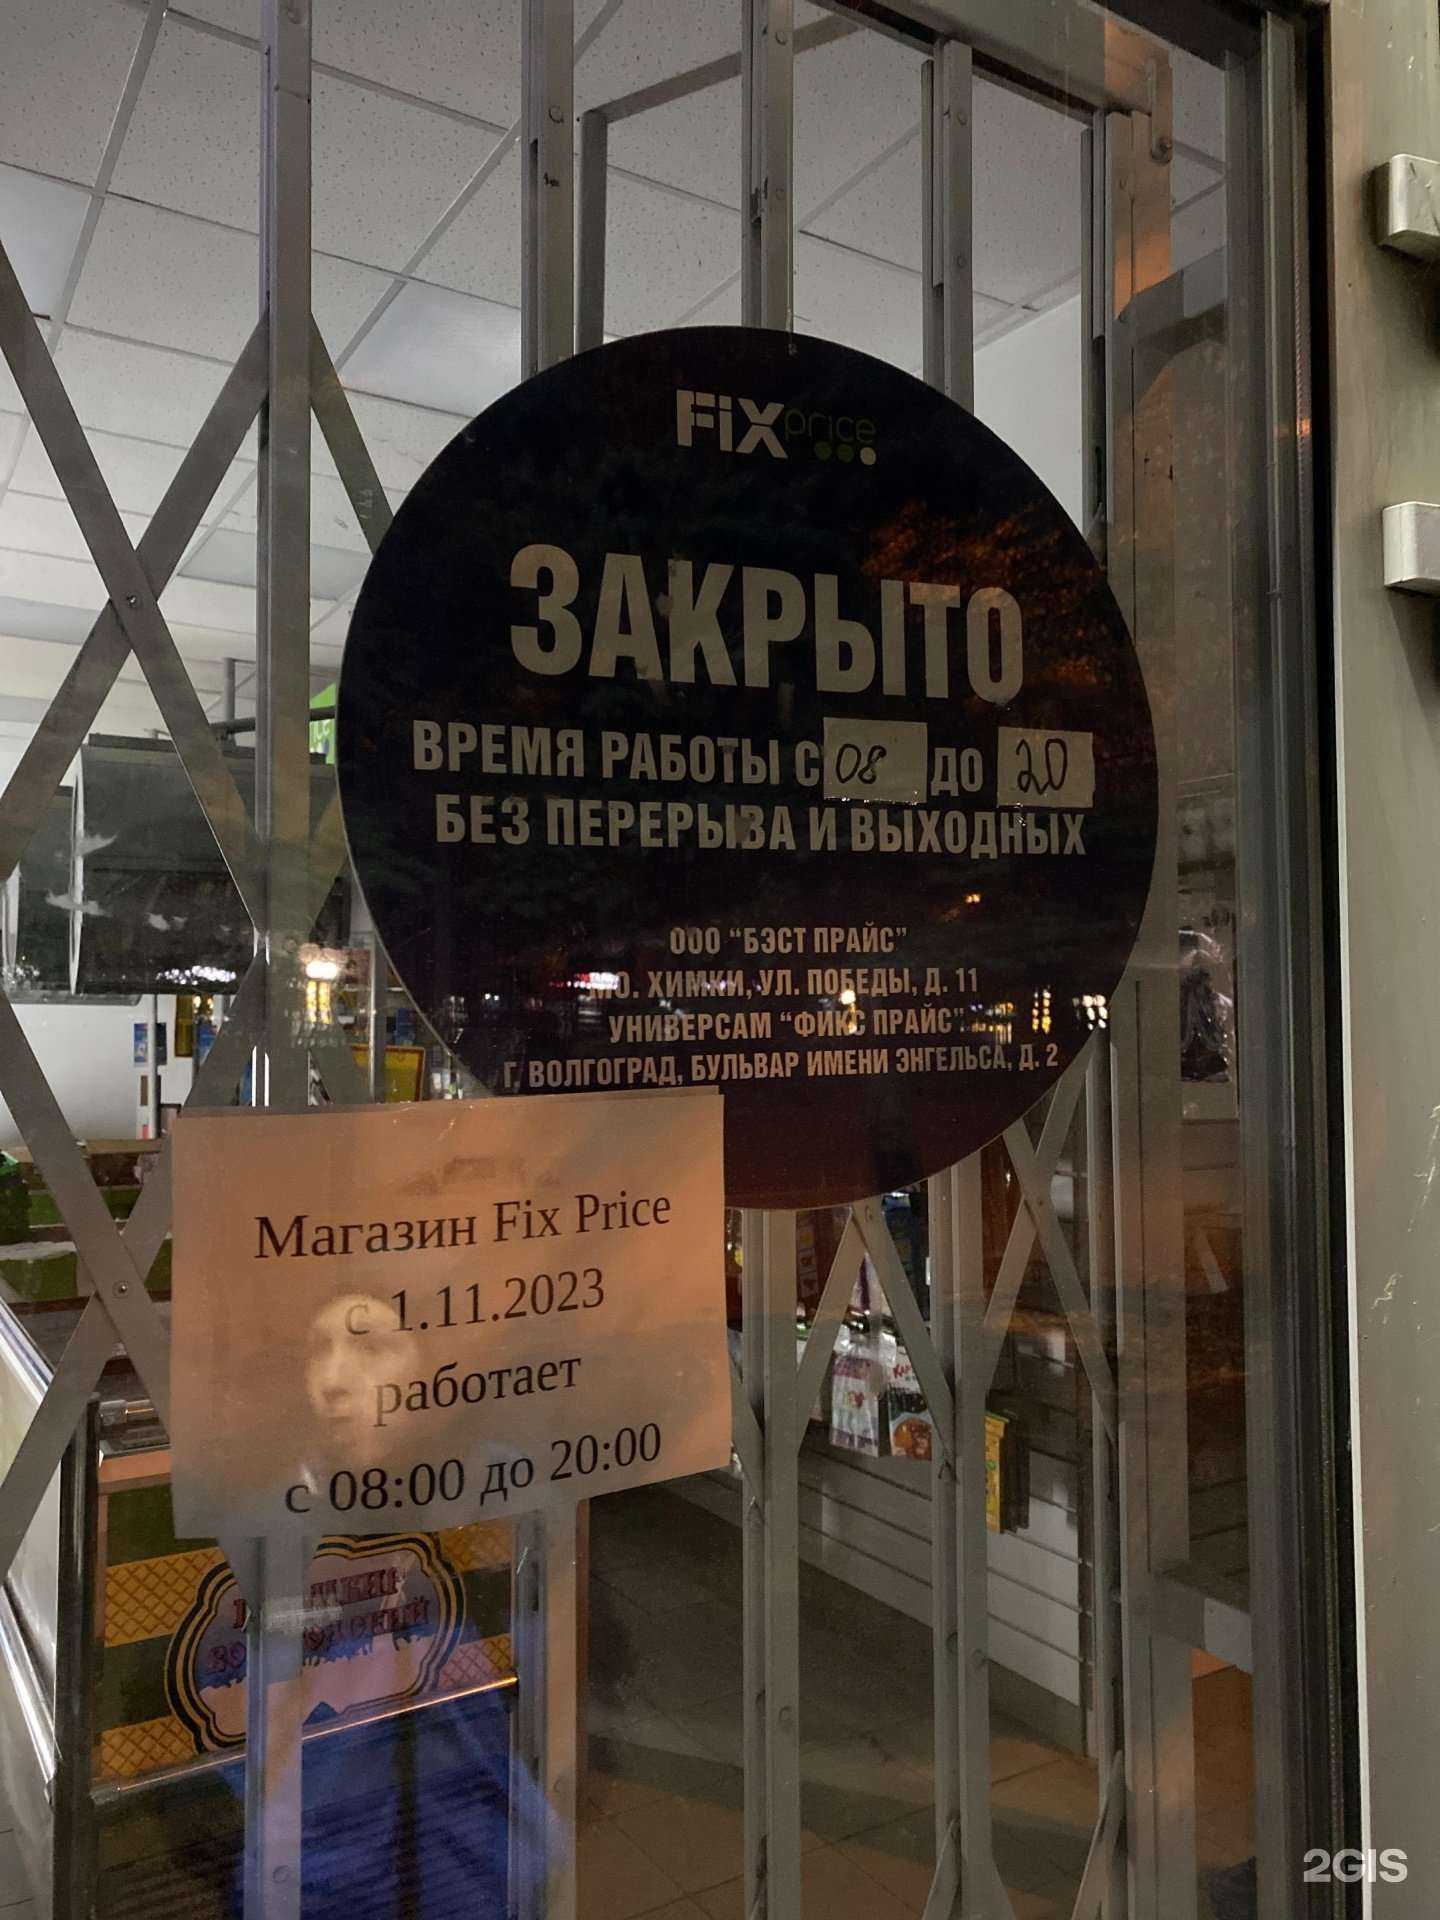 FiXprice
ЗАКРЫТО
ВРЕМЯ РАБОТЫ С 08 ДО 20
БЕЗ ПЕРЕРЫВА И ВЫХОДНЫХ
ООО "БЭСТ ПРАЙС"
МО. ХИМКИ, УЛ. ПОБЕДЫ, Д. 11
УНИВЕРСАМ "ФИКС ПРАЙС"
Г. ВОЛГОГРАД, БУЛЬВАР ИМЕНИ ЭНГЕЛЬСА, Д. 2
Магазин Fix Price
с 1.11.2023
работает
с 08:00 до 20:00
2GIS